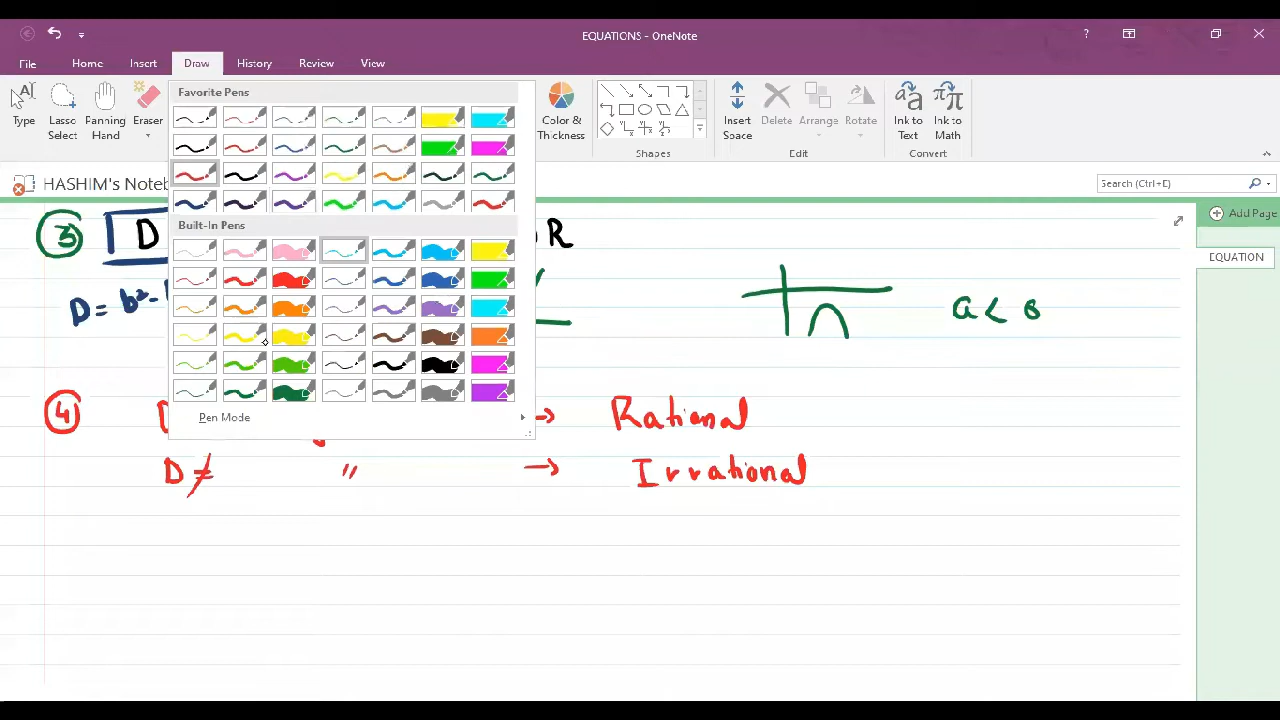 EQUATIONS - OneNote
?
File
Home
Insert
Draw
History
Review
View
Type
Lasso Select
Panning Hand
Eraser
Favorite Pens
Built-In Pens
Pen Mode
Color & Thickness
Shapes
Insert Space
Delete
Arrange
Rotate
Edit
Ink to Text
Ink to Math
Convert
HASHIM's Noteb
Search (Ctrl+E)
Add Page
EQUATION
③ D R
D = b²-
a < 0
④ → Rational
D ≠ " → Irrational